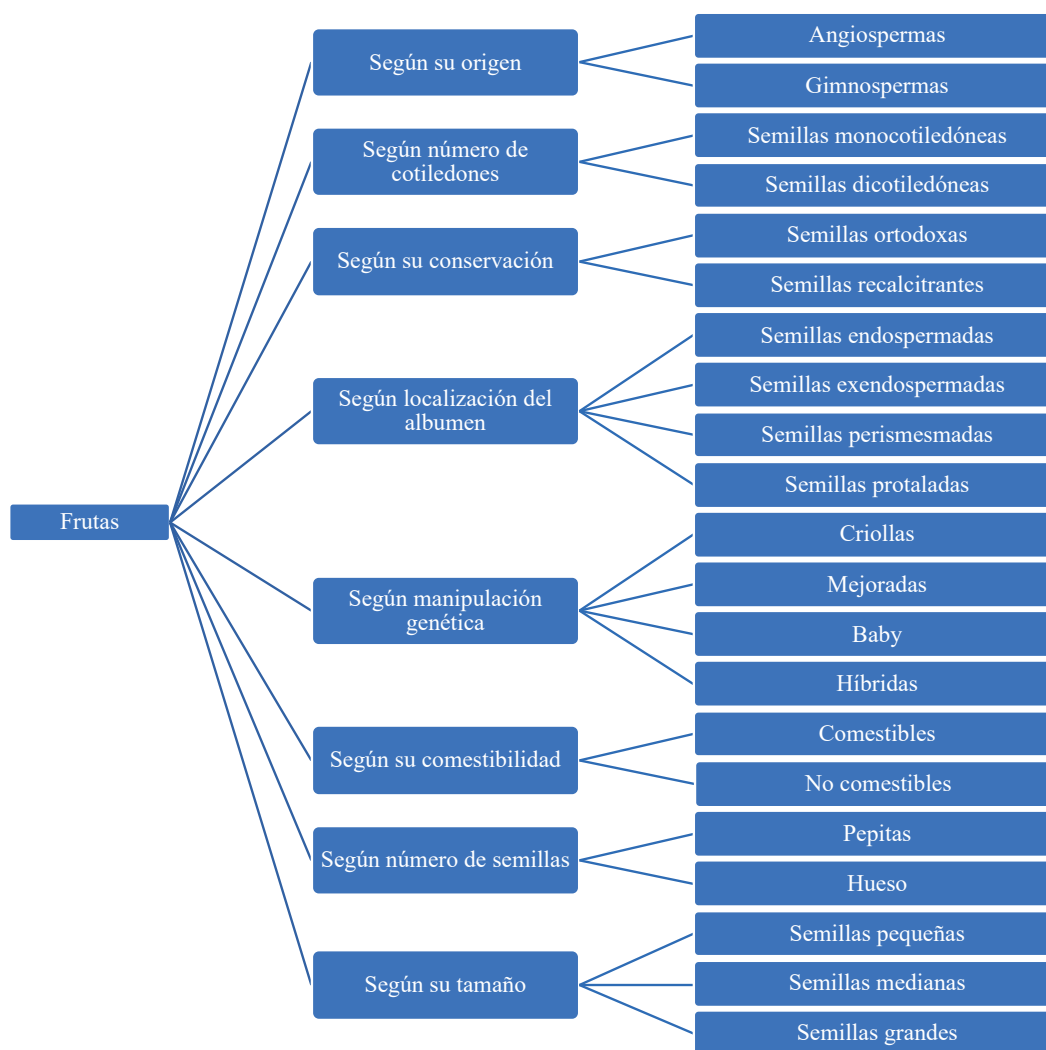 Frutas
Según su origen
Angiospermas
Gimnospermas
Según número de
cotiledones
Semillas monocotiledóneas
Semillas dicotiledóneas
Según su conservación
Semillas ortodoxas
Semillas recalcitrantes
Según localización del
albumen
Semillas endospermadas
Semillas exendospermadas
Semillas perismesmadas
Semillas protaladas
Según manipulación
genética
Criollas
Mejoradas
Baby
Híbridas
Según su comestibilidad
Comestibles
No comestibles
Según número de semillas
Pepitas
Hueso
Según su tamaño
Semillas pequeñas
Semillas medianas
Semillas grandes